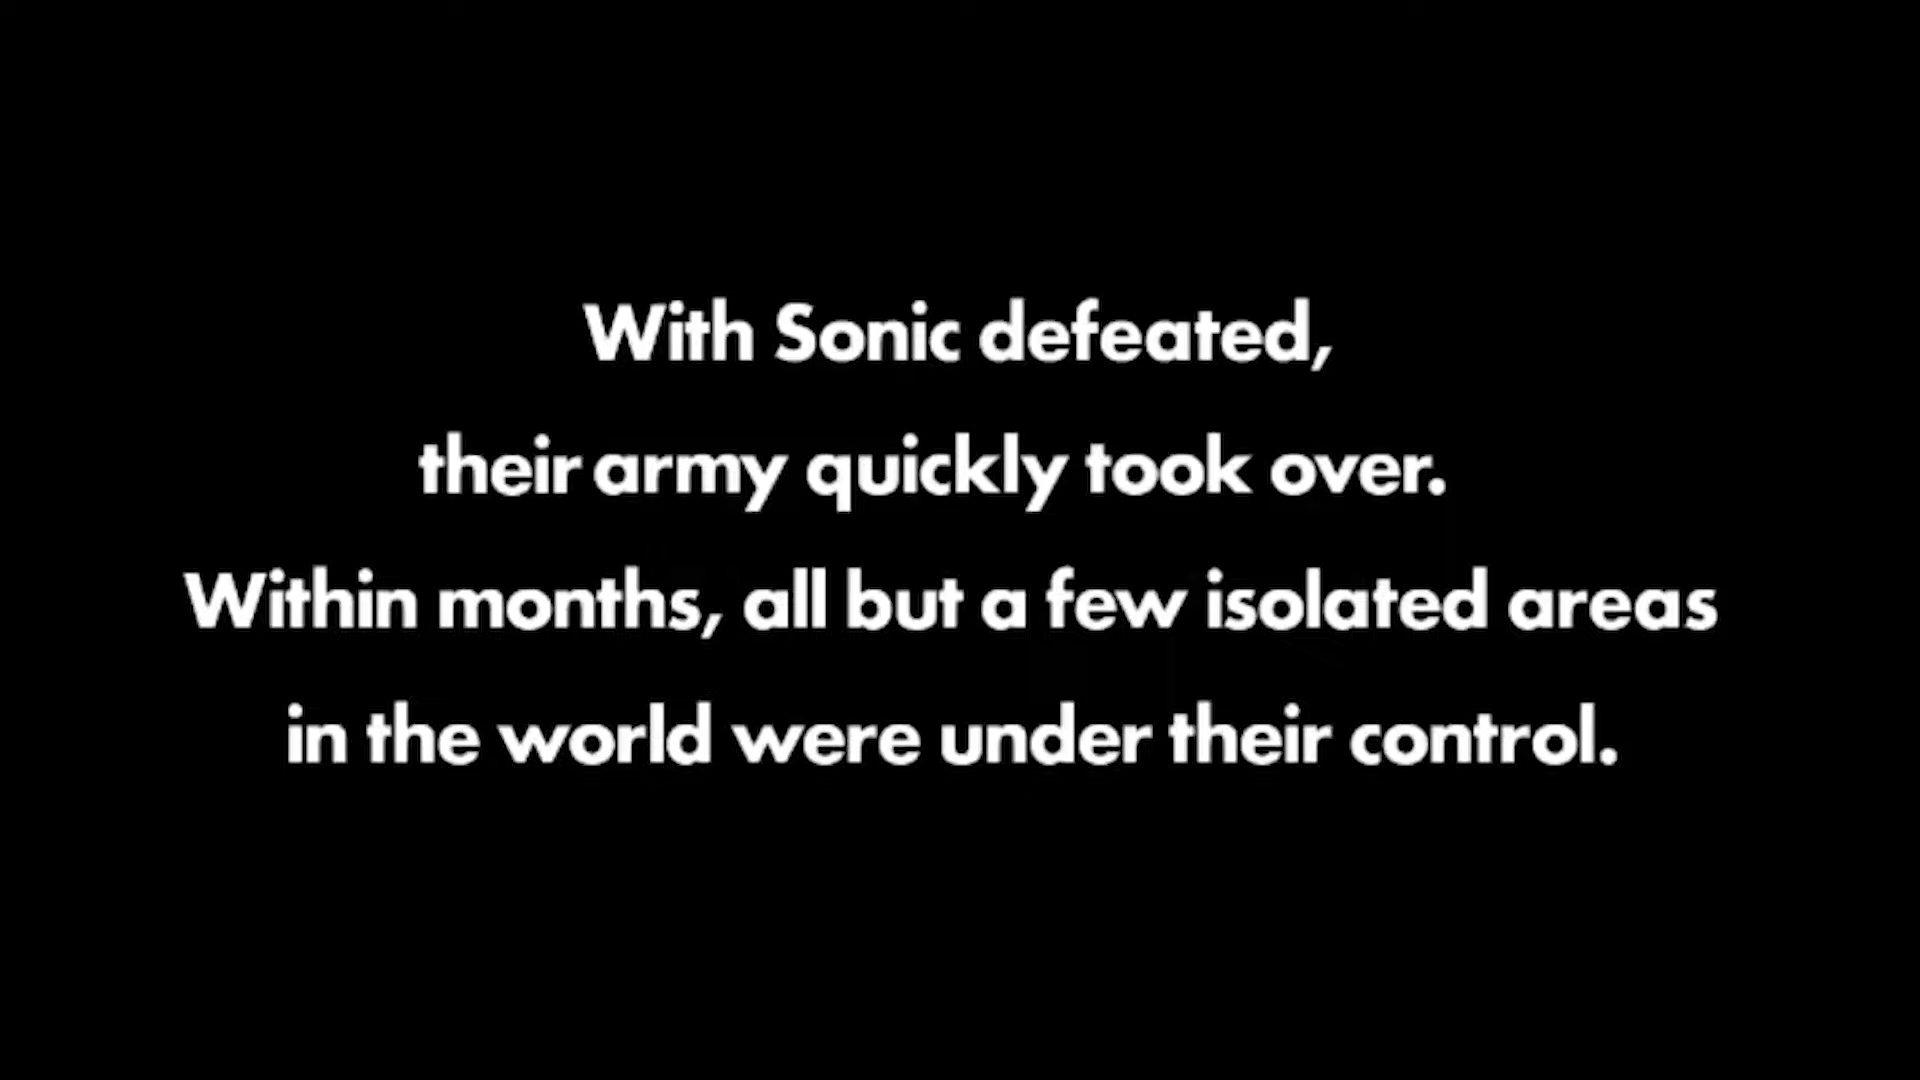 With Sonic defeated,
their army quickly took over.
Within months, all but a few isolated areas
in the world were under their control.